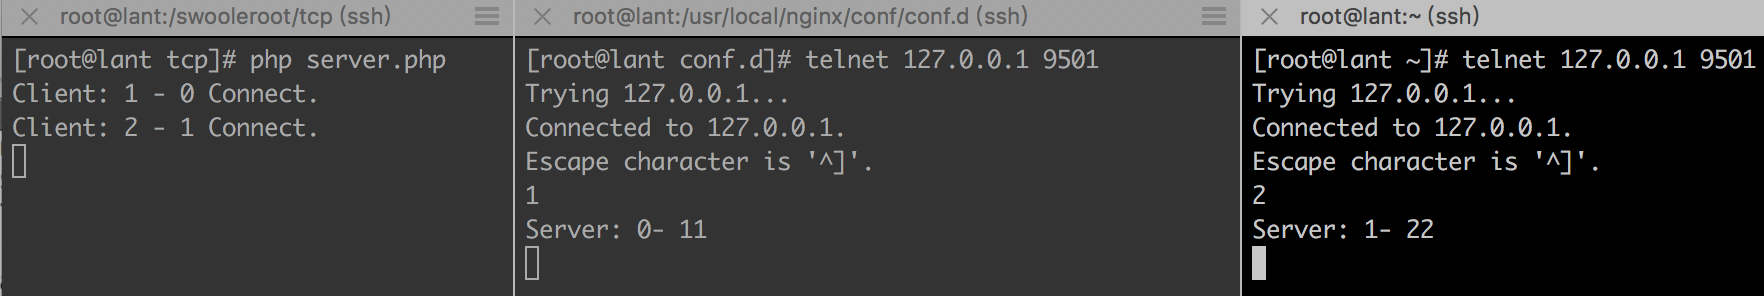 root@lant:/swooleroot/tcp (ssh)
[root@lant tcp]# php server.php
Client: 1 - 0 Connect.
Client: 2 - 1 Connect.
root@lant:/usr/local/nginx/conf/conf.d (ssh)
[root@lant conf.d]# telnet 127.0.0.1 9501
Trying 127.0.0.1...
Connected to 127.0.0.1.
Escape character is '^]'.
1
Server: 0- 11
root@lant:~ (ssh)
[root@lant ~]# telnet 127.0.0.1 9501
Trying 127.0.0.1...
Connected to 127.0.0.1.
Escape character is '^]'.
2
Server: 1- 22